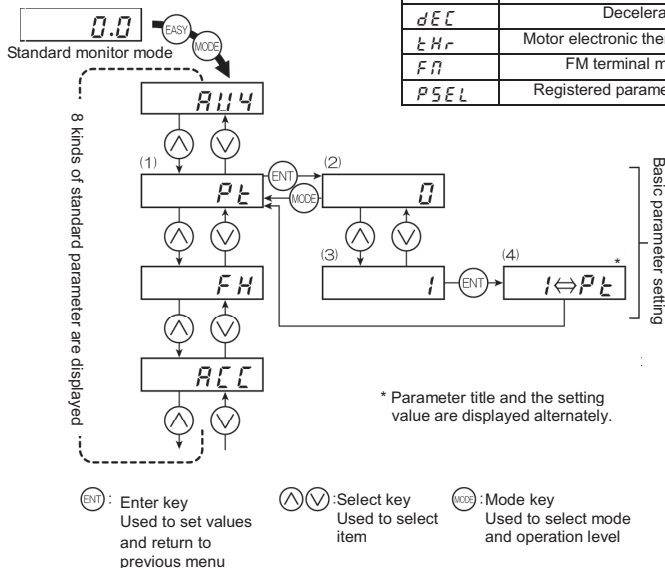 0.0
EASY
MODE
Standard monitor mode
dEC Decelera
tHr Motor electronic the
FM FM terminal m
PSEL Registered parame
8 kinds of standard parameter are displayed
AU4
(1)
Pt
ENT
MODE
(2)
0
(3)
1
ENT
(4)
1⇔Pt
*
Basic parameter setting
FH
ACC
* Parameter title and the setting
value are displayed alternately.
ENT : Enter key
Used to set values
and return to
previous menu
:Select key
Used to select
item
MODE :Mode key
Used to select mode
and operation level